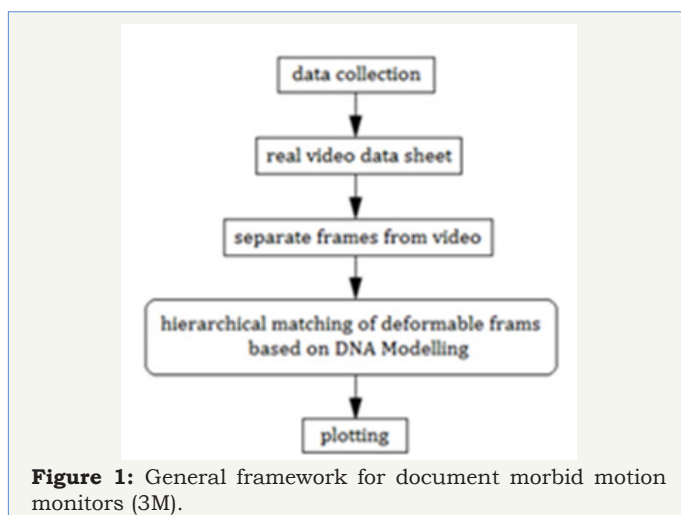 data collection
real video data sheet
separate frames from video
hierarchical matching of deformable frams
based on DNA Modelling
plotting
Figure 1: General framework for document morbid motion
monitors (3M).